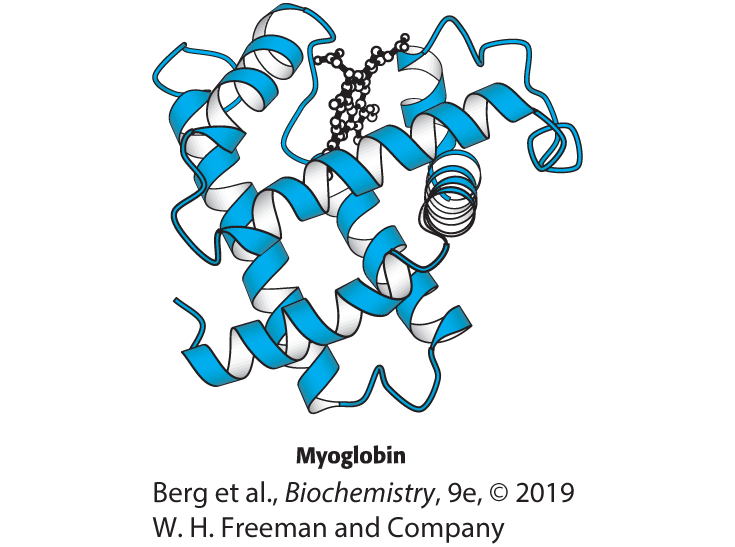 Myoglobin
Berg et al., Biochemistry, 9e, © 2019
W. H. Freeman and Company